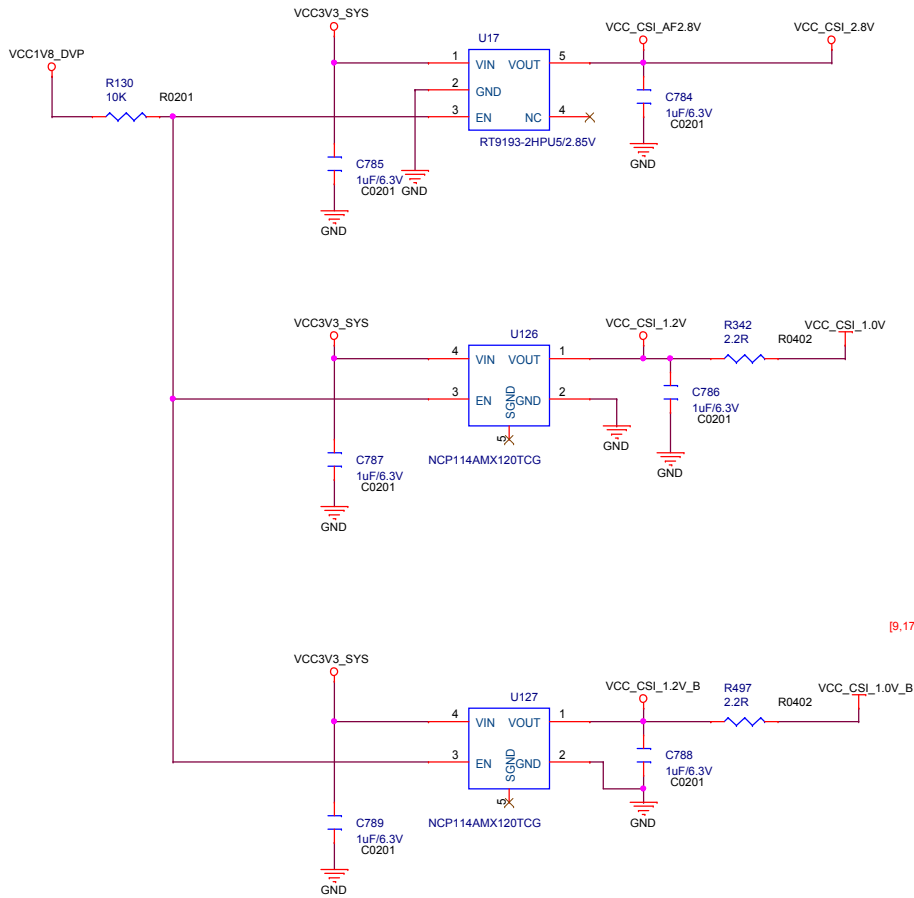 VCC3V3_SYS
VCC_CSI_AF2.8V
VCC_CSI_2.8V
U17
VCC1V8_DVP
1
VIN
VOUT
5
R130
10K
R0201
2
GND
C784
1uF/6.3V
C0201
3
EN
NC
4
RT9193-2HPU5/2.85V
GND
C785
1uF/6.3V
C0201
GND
GND
VCC3V3_SYS
U126
VCC_CSI_1.2V
R342
2.2R
R0402
VCC_CSI_1.0V
4
VIN
VOUT
1
3
EN
SGND
GND
2
C786
1uF/6.3V
C0201
5
GND
NCP114AMX120TCG
C787
1uF/6.3V
C0201
GND
GND
[9,17
VCC3V3_SYS
U127
VCC_CSI_1.2V_B
R497
2.2R
R0402
VCC_CSI_1.0V_B
4
VIN
VOUT
1
3
EN
SGND
GND
2
C788
1uF/6.3V
C0201
5
NCP114AMX120TCG
GND
C789
1uF/6.3V
C0201
GND